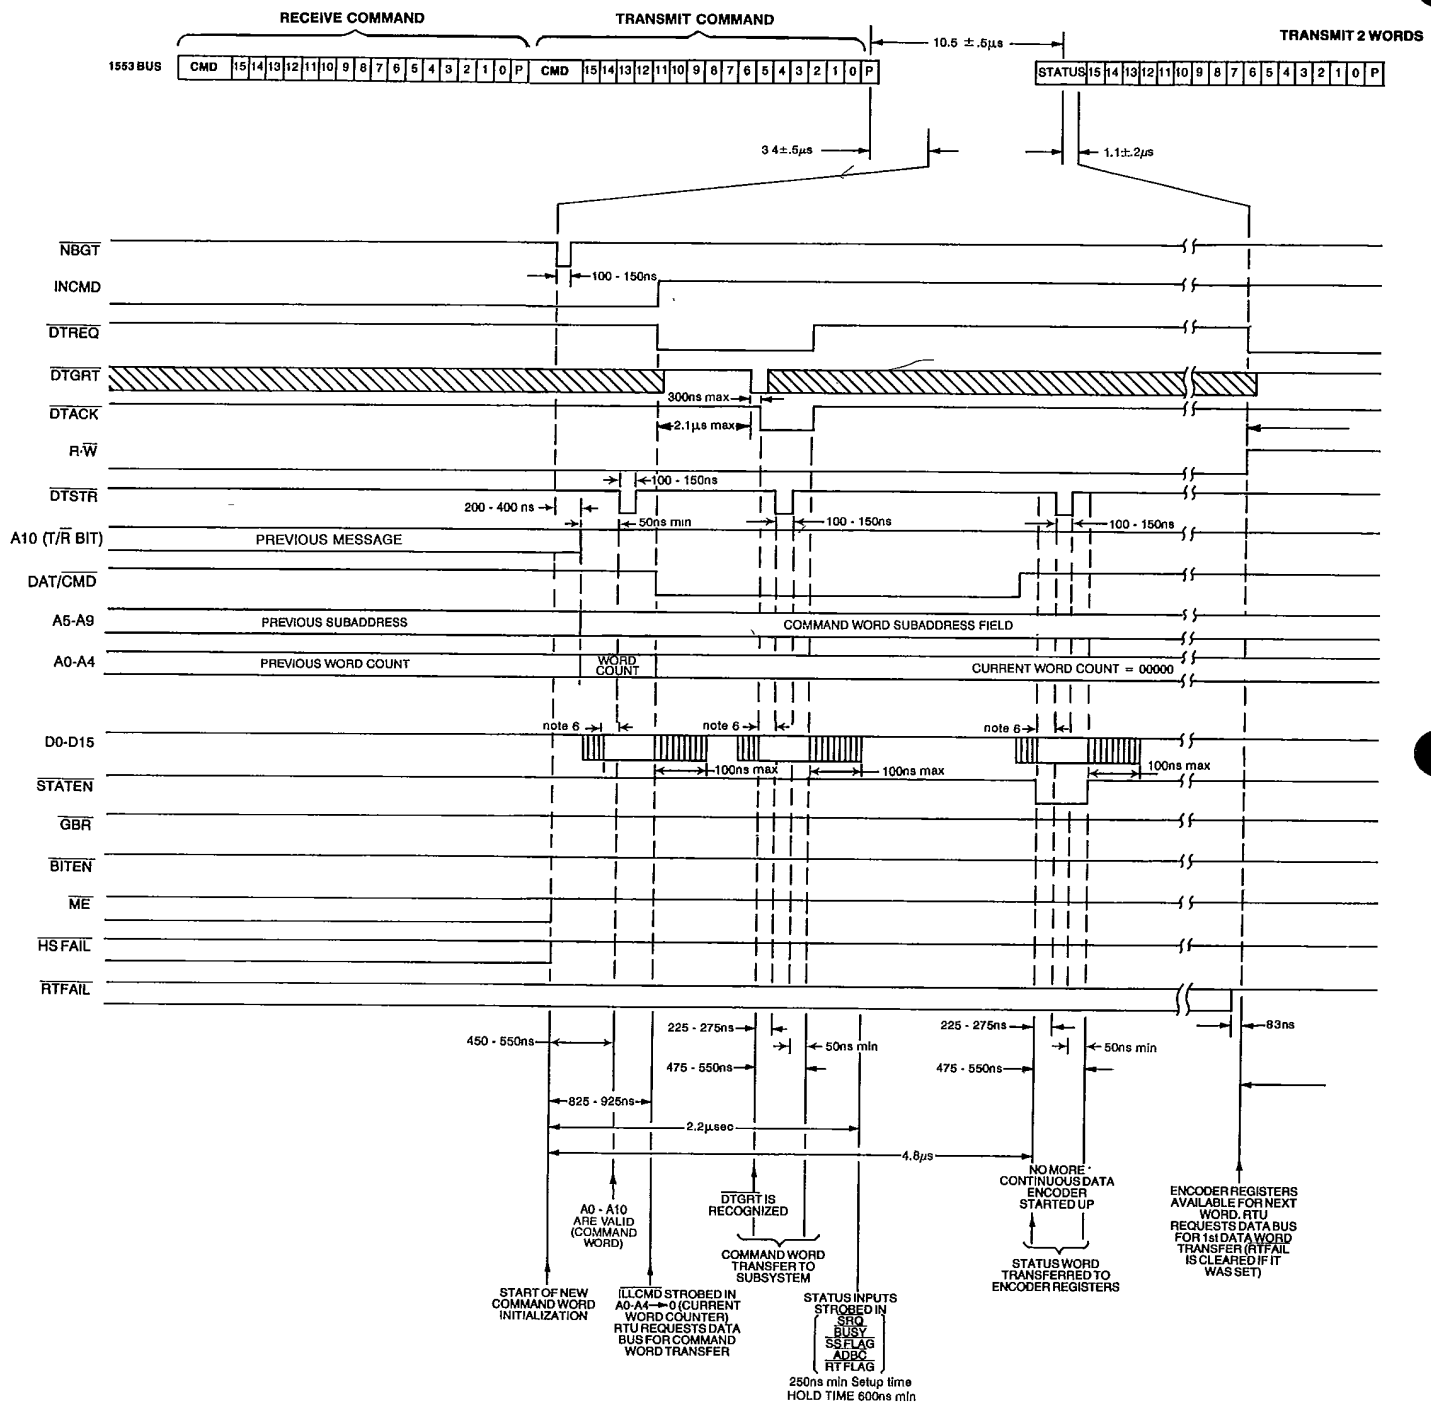 RECEIVE COMMAND
TRANSMIT COMMAND
10.5 ± .5µs
TRANSMIT 2 WORDS
1553 BUS
CMD 15 14 13 12 11 10 9 8 7 6 5 4 3 2 1 0 P
CMD 15 14 13 12 11 10 9 8 7 6 5 4 3 2 1 0 P
STATUS 15 14 13 12 11 10 9 8 7 6 5 4 3 2 1 0 P
3 4±.5µs
1.1±.2µs
NBGT
100 - 150ns
INCMD
DTREQ
DTGRT
300ns max
DTACK
2.1µs max
R·W
100 - 150ns
DTSTR
200 - 400 ns
50ns min
100 - 150ns
100 - 150ns
A10 (T/R BIT)
PREVIOUS MESSAGE
DAT/CMD
A5-A9
PREVIOUS SUBADDRESS
COMMAND WORD SUBADDRESS FIELD
A0-A4
PREVIOUS WORD COUNT
WORD
COUNT
CURRENT WORD COUNT = 00000
note 6
note 6
note 6
D0-D15
100ns max
100ns max
100ns max
STATEN
GBR
BITEN
ME
HS FAIL
RTFAIL
225 - 275ns
225 - 275ns
83ns
450 - 550ns
50ns min
50ns min
475 - 550ns
475 - 550ns
825 - 925ns
2.2µsec
4.8µs
A0 - A10
ARE VALID
(COMMAND
WORD)
DTGRT IS
RECOGNIZED
NO MORE
CONTINUOUS DATA
ENCODER
STARTED UP
ENCODER REGISTERS
AVAILABLE FOR NEXT
WORD. RTU
REQUESTS DATA BUS
FOR 1st DATA WORD
TRANSFER (RTFAIL
IS CLEARED IF IT
WAS SET)
COMMAND WORD
TRANSFER TO
SUBSYSTEM
STATUS WORD
TRANSFERRED TO
ENCODER REGISTERS
START OF NEW
COMMAND WORD
INITIALIZATION
ILLCMD STROBED IN
A0-A4→0 (CURRENT
WORD COUNTER)
RTU REQUESTS DATA
BUS FOR COMMAND
WORD TRANSFER
STATUS INPUTS
STROBED IN
SRQ
BUSY
SS FLAG
ADBC
RT FLAG
250ns min Setup time
HOLD TIME 600ns min